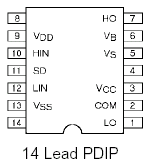 8 HO 7
9 VDD VB 6
10 HIN VS 5
11 SD 4
12 LIN VCC 3
13 VSS COM 2
14 LO 1
14 Lead PDIP